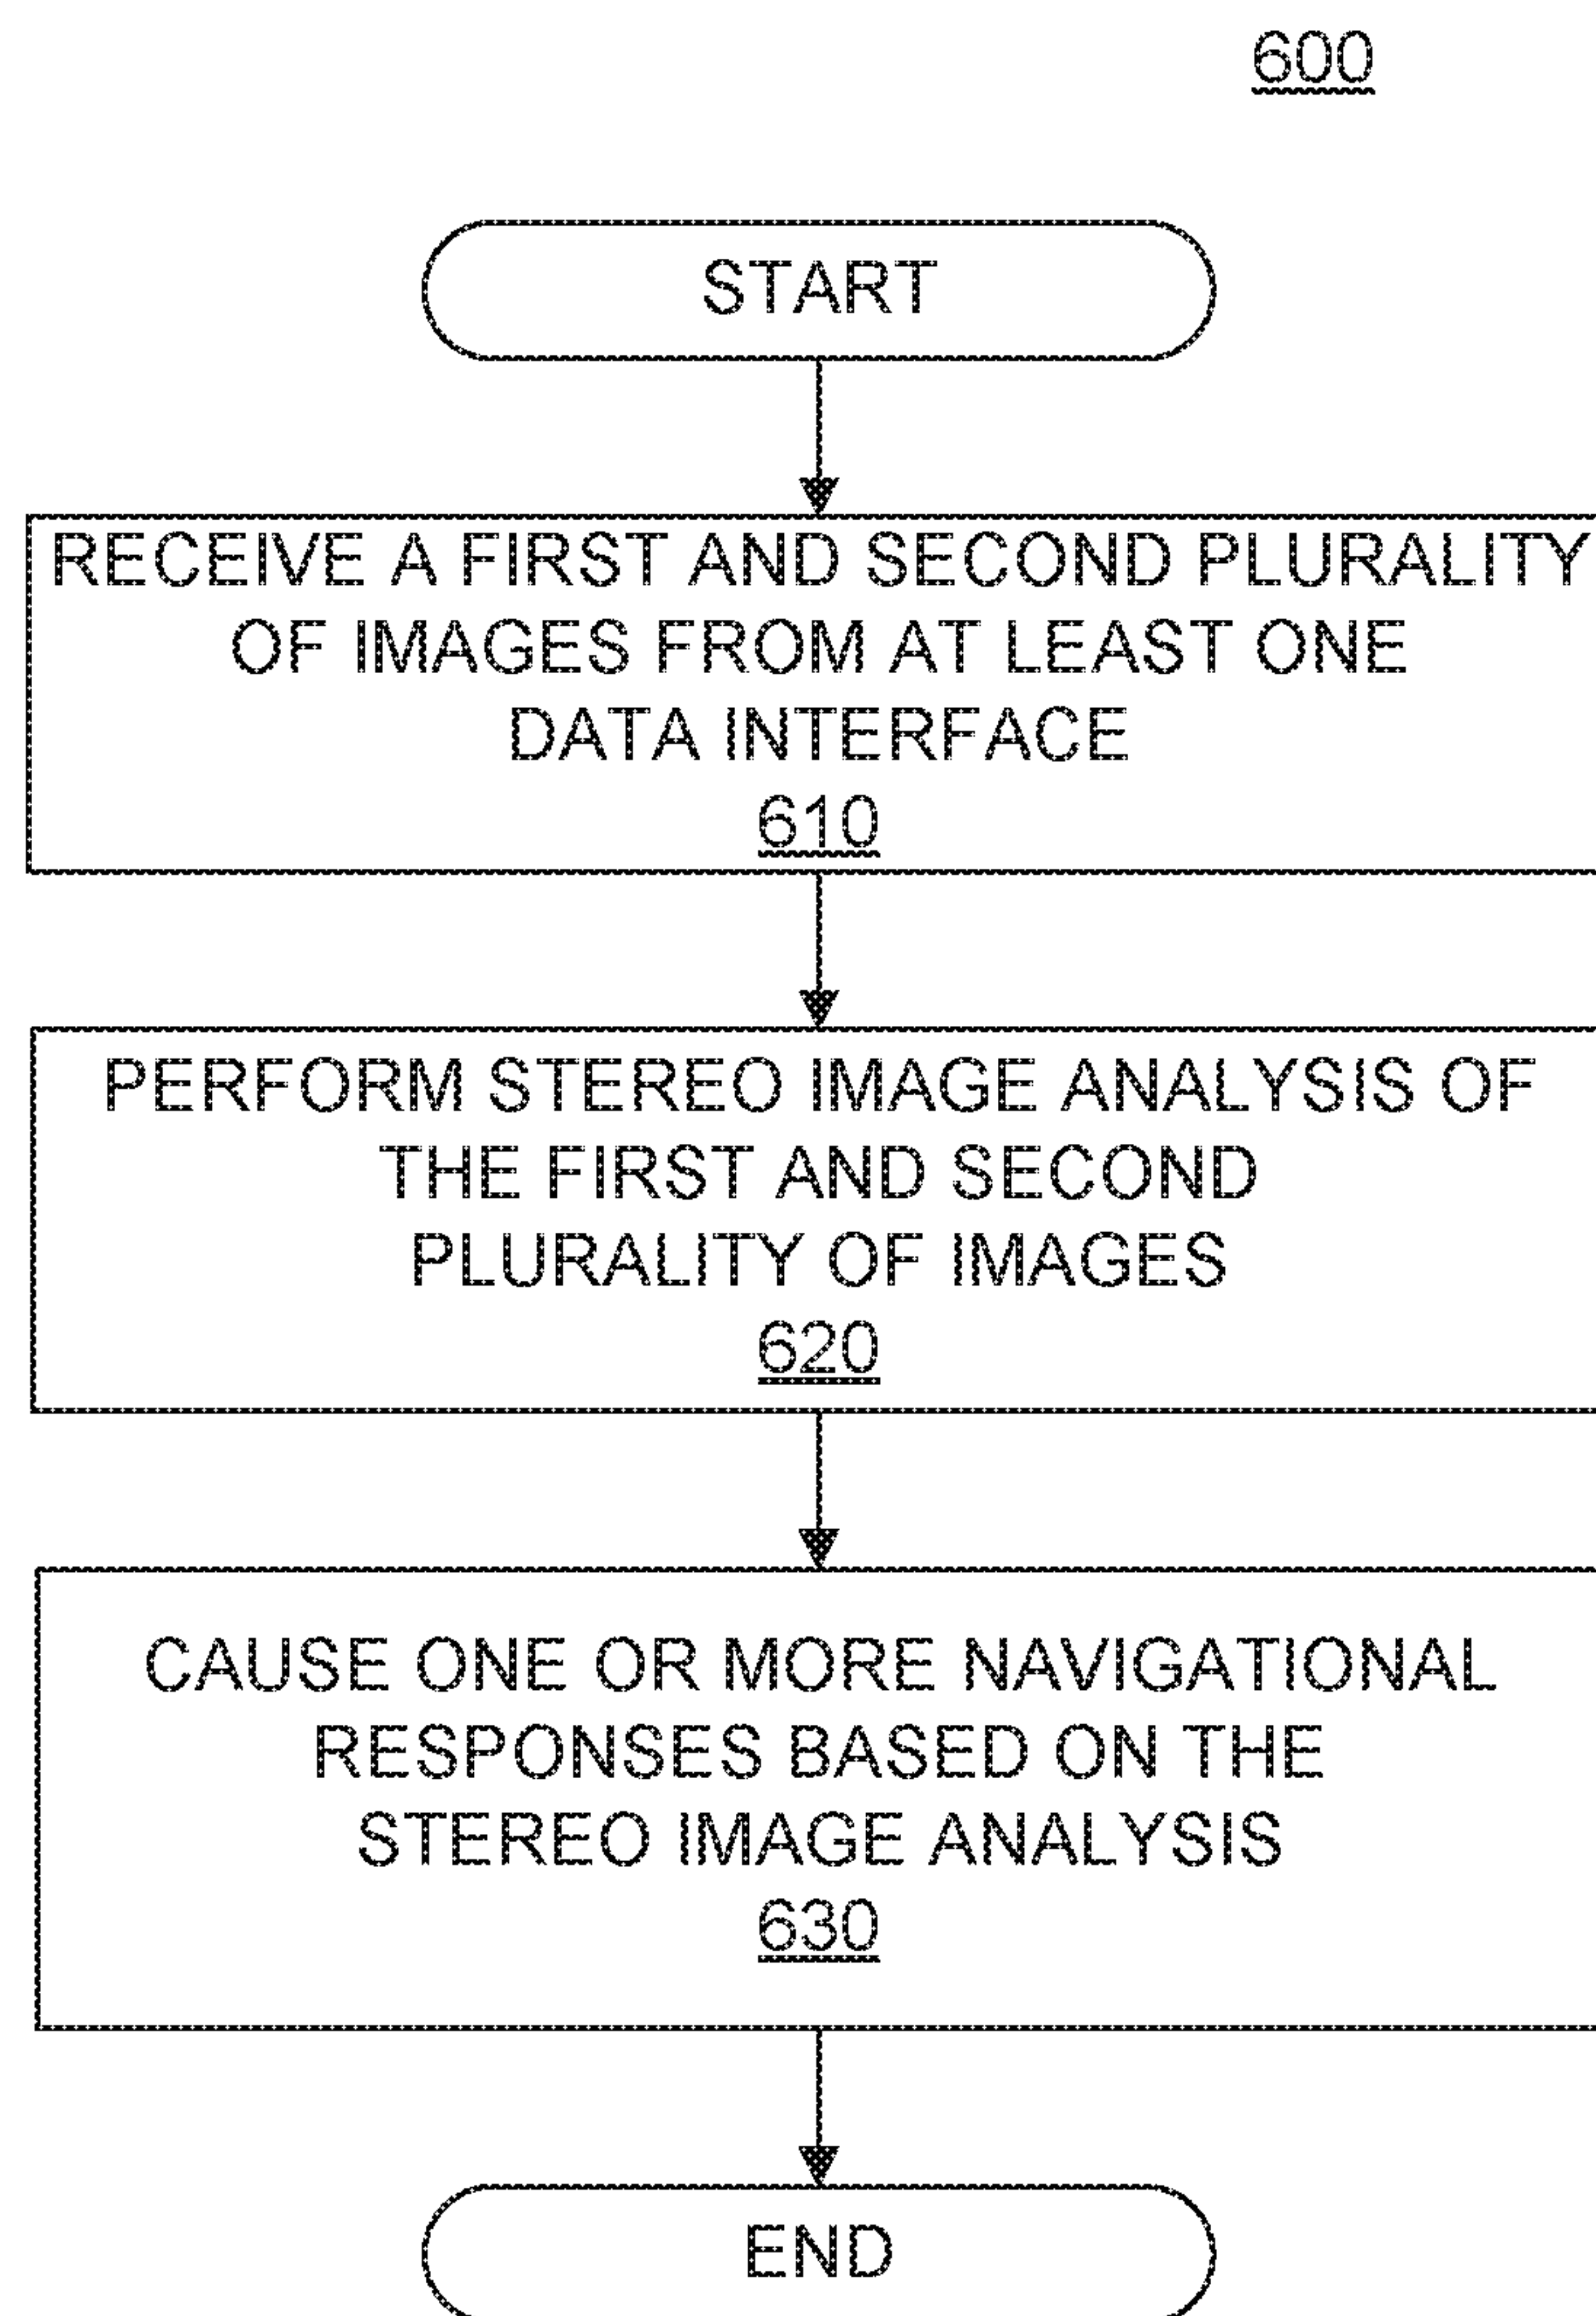 600
START
RECEIVE A FIRST AND SECOND PLURALITY
OF IMAGES FROM AT LEAST ONE
DATA INTERFACE
610
PERFORM STEREO IMAGE ANALYSIS OF
THE FIRST AND SECOND
PLURALITY OF IMAGES
620
CAUSE ONE OR MORE NAVIGATIONAL
RESPONSES BASED ON THE
STEREO IMAGE ANALYSIS
630
END